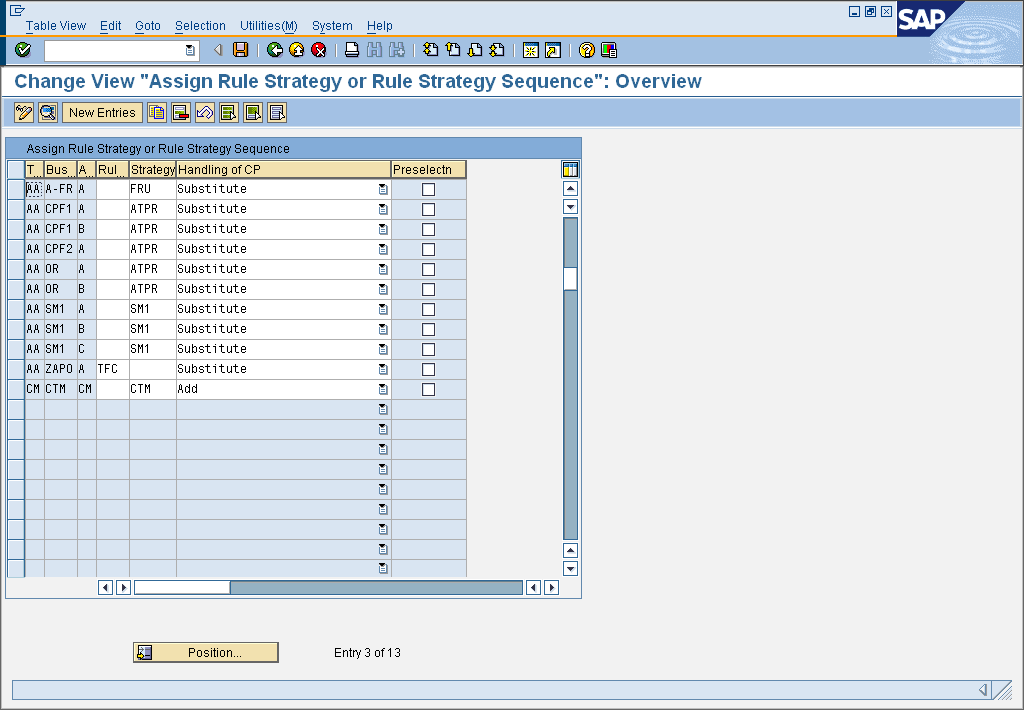 Table View Edit Goto Selection Utilities(M) System Help
SAP
Change View "Assign Rule Strategy or Rule Strategy Sequence": Overview
New Entries
Assign Rule Strategy or Rule Strategy Sequence
T... Bus... A... Rul... Strategy Handling of CP Preselectn
AA A-FR A FRU Substitute
AA CPF1 A ATPR Substitute
AA CPF1 B ATPR Substitute
AA CPF2 A ATPR Substitute
AA OR A ATPR Substitute
AA OR B ATPR Substitute
AA SM1 A SM1 Substitute
AA SM1 B SM1 Substitute
AA SM1 C SM1 Substitute
AA ZAPO A TFC Substitute
CM CTM CM CTM Add
Position... Entry 3 of 13